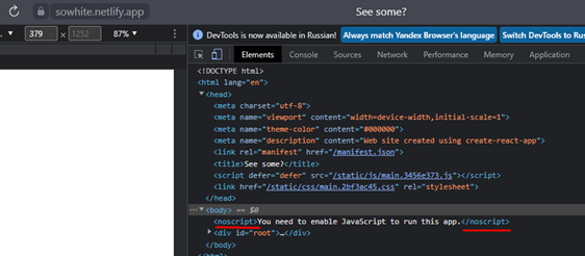 sowhite.netlify.app See some?
379 × 1252 87% DevTools is now available in Russian! Always match Yandex Browser's language Switch DevTools to Rus
Elements Console Sources Network Performance Memory Application
<!DOCTYPE html>
<html lang="en">
<head>
<meta charset="utf-8">
<meta name="viewport" content="width=device-width,initial-scale=1">
<meta name="theme-color" content="#000000">
<meta name="description" content="Web site created using create-react-app">
<link rel="manifest" href="/manifest.json">
<title>See some?</title>
<script defer="defer" src="/static/js/main.3456e373.js"></script>
<link href="/static/css/main.2bf3ac45.css" rel="stylesheet">
</head>
<body> == $0
<noscript>You need to enable JavaScript to run this app.</noscript>
<div id="root">…</div>
</body>
</html>